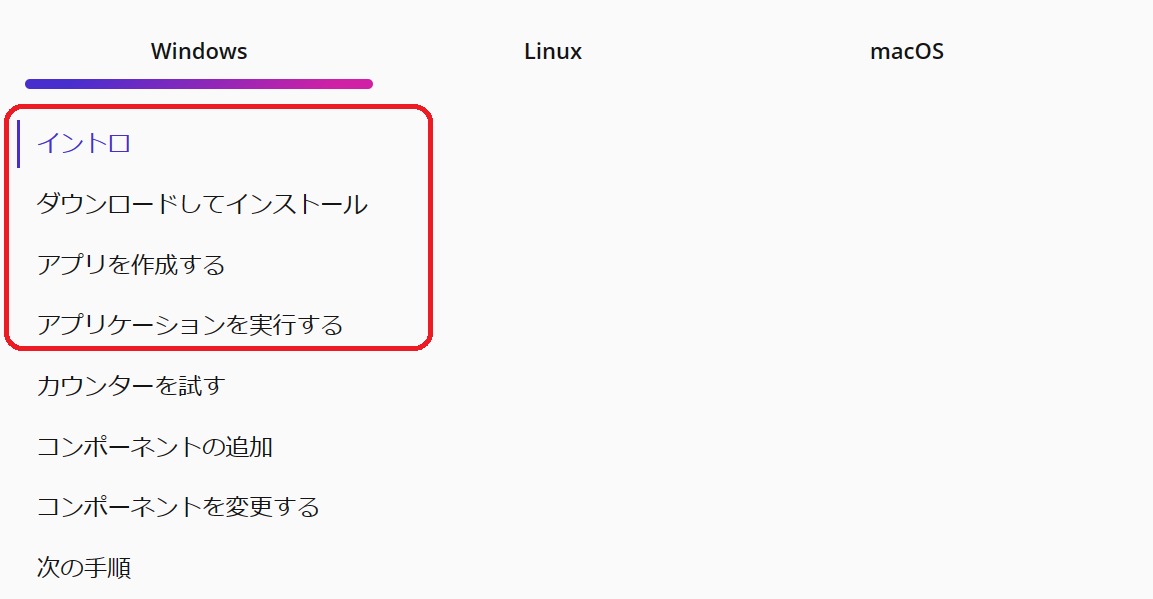 Windows Linux macOS
イントロ
ダウンロードしてインストール
アプリを作成する
アプリケーションを実行する
カウンターを試す
コンポーネントの追加
コンポーネントを変更する
次の手順